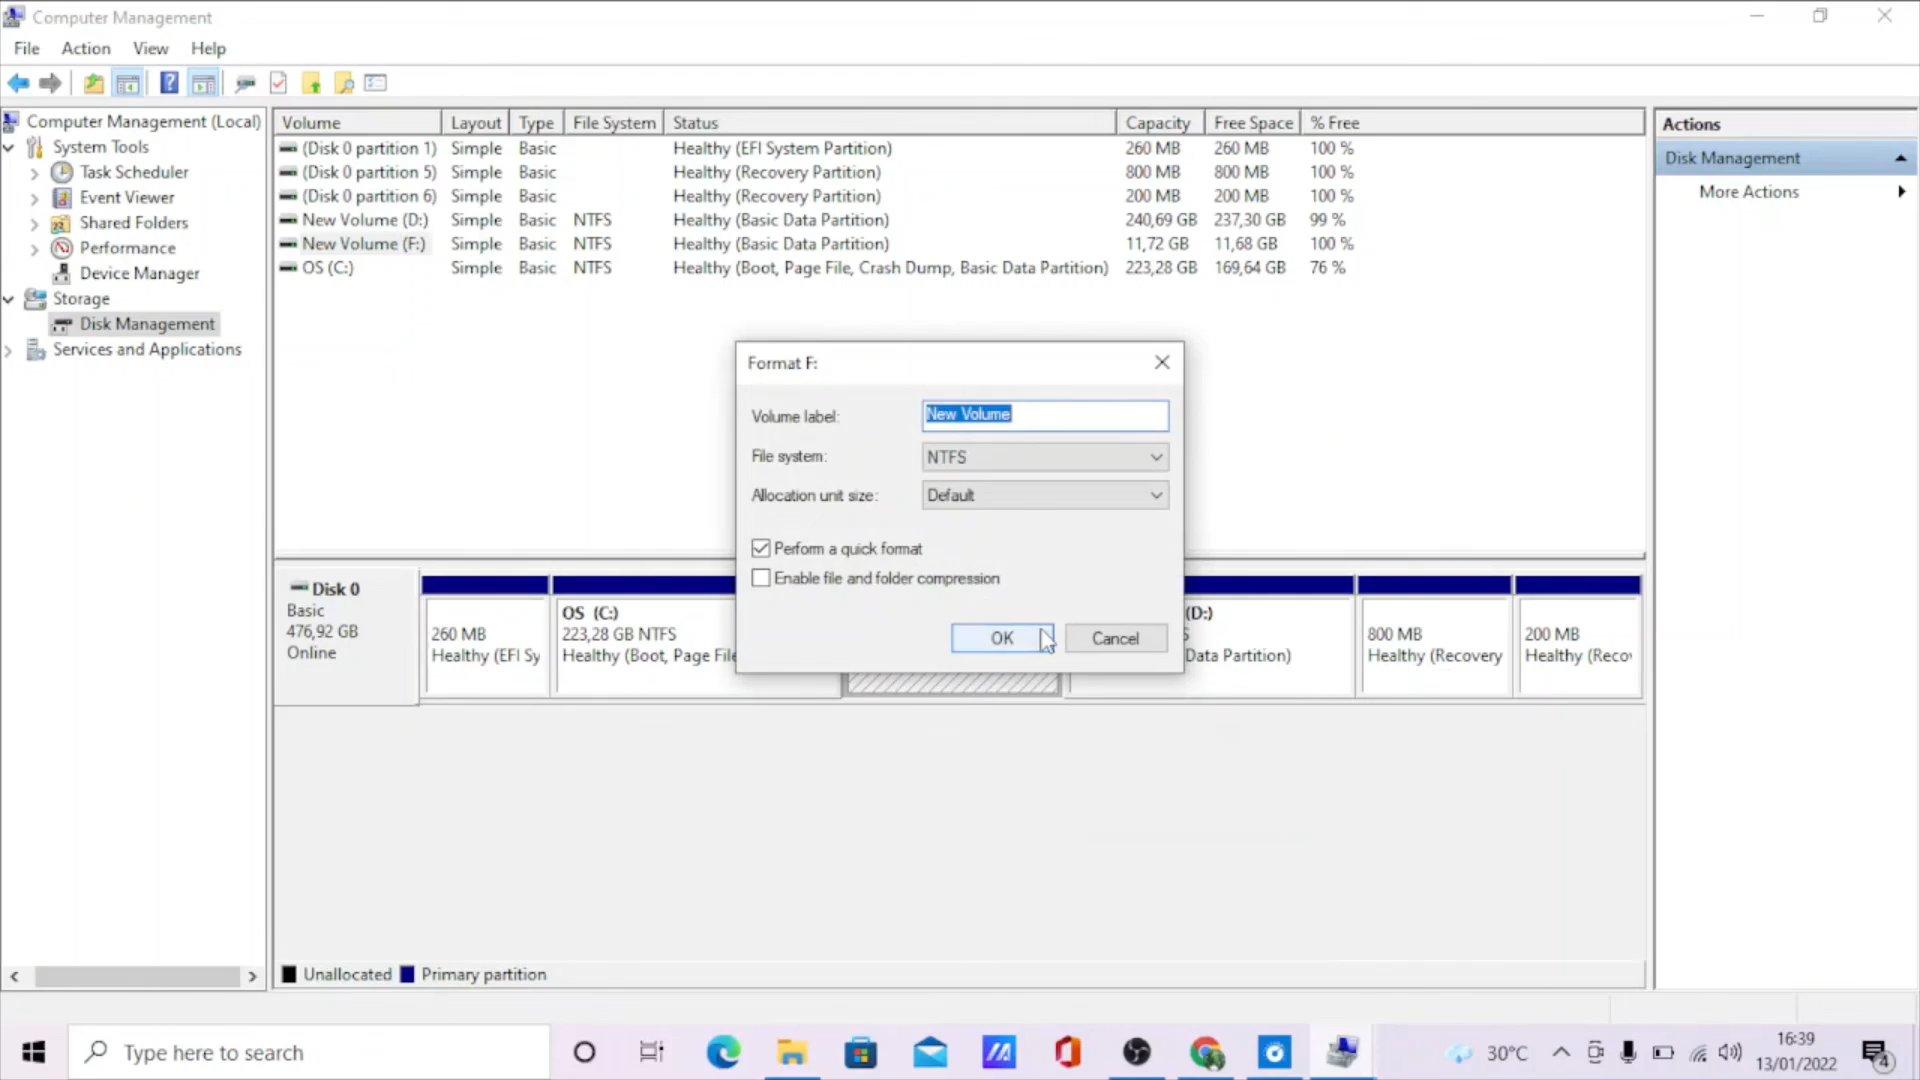 Computer Management
File Action View Help
Computer Management (Local)
System Tools
Task Scheduler
Event Viewer
Shared Folders
Performance
Device Manager
Storage
Disk Management
Services and Applications
Volume Layout Type File System Status Capacity Free Space % Free
(Disk 0 partition 1) Simple Basic Healthy (EFI System Partition) 260 MB 260 MB 100 %
(Disk 0 partition 5) Simple Basic Healthy (Recovery Partition) 800 MB 800 MB 100 %
(Disk 0 partition 6) Simple Basic Healthy (Recovery Partition) 200 MB 200 MB 100 %
New Volume (D:) Simple Basic NTFS Healthy (Basic Data Partition) 240,69 GB 237,30 GB 99 %
New Volume (F:) Simple Basic NTFS Healthy (Basic Data Partition) 11,72 GB 11,68 GB 100 %
OS (C:) Simple Basic NTFS Healthy (Boot, Page File, Crash Dump, Basic Data Partition) 223,28 GB 169,64 GB 76 %
Actions
Disk Management
More Actions
Format F:
Volume label: New Volume
File system: NTFS
Allocation unit size: Default
Perform a quick format
Enable file and folder compression
OK Cancel
Disk 0
Basic
476,92 GB
Online
260 MB
Healthy (EFI Sy
OS (C:)
223,28 GB NTFS
Healthy (Boot, Page File
(D:)
S
Data Partition)
800 MB
Healthy (Recovery
200 MB
Healthy (Reco
Unallocated Primary partition
Type here to search
30°C
16:39
13/01/2022
4